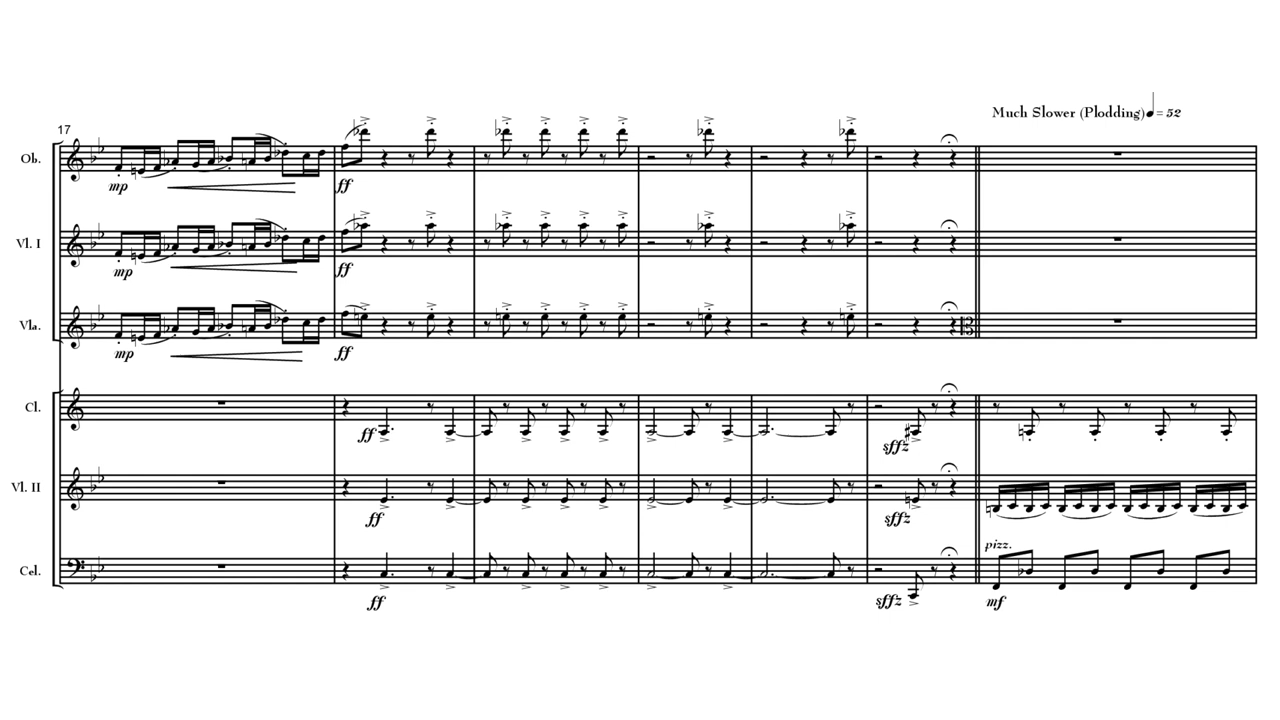 Much Slower (Plodding) ♩ = 52
17
Ob.
mp
ff
Vl. I
mp
ff
Vla.
mp
ff
Cl.
ff
sffz
Vl. II
ff
sffz
pizz.
Cel.
ff
sffz
mf